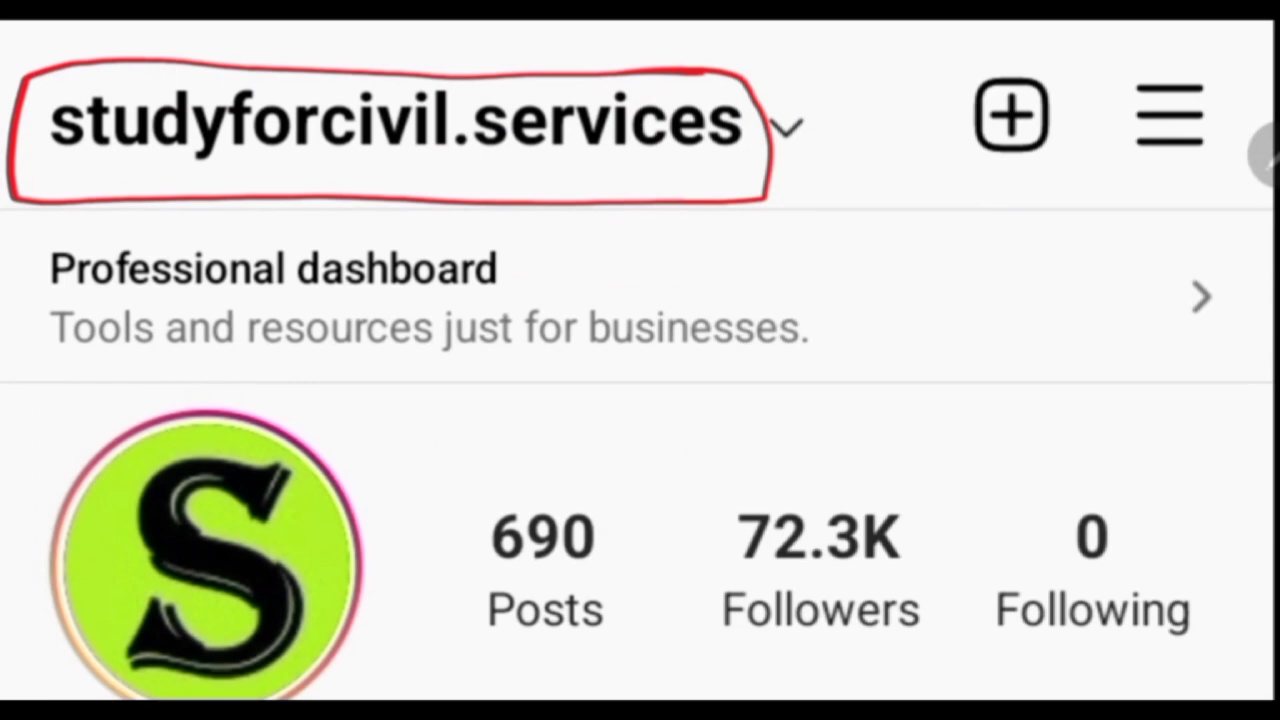 studyforcivil.services
Professional dashboard
Tools and resources just for businesses.
S
690 72.3K 0
Posts Followers Following